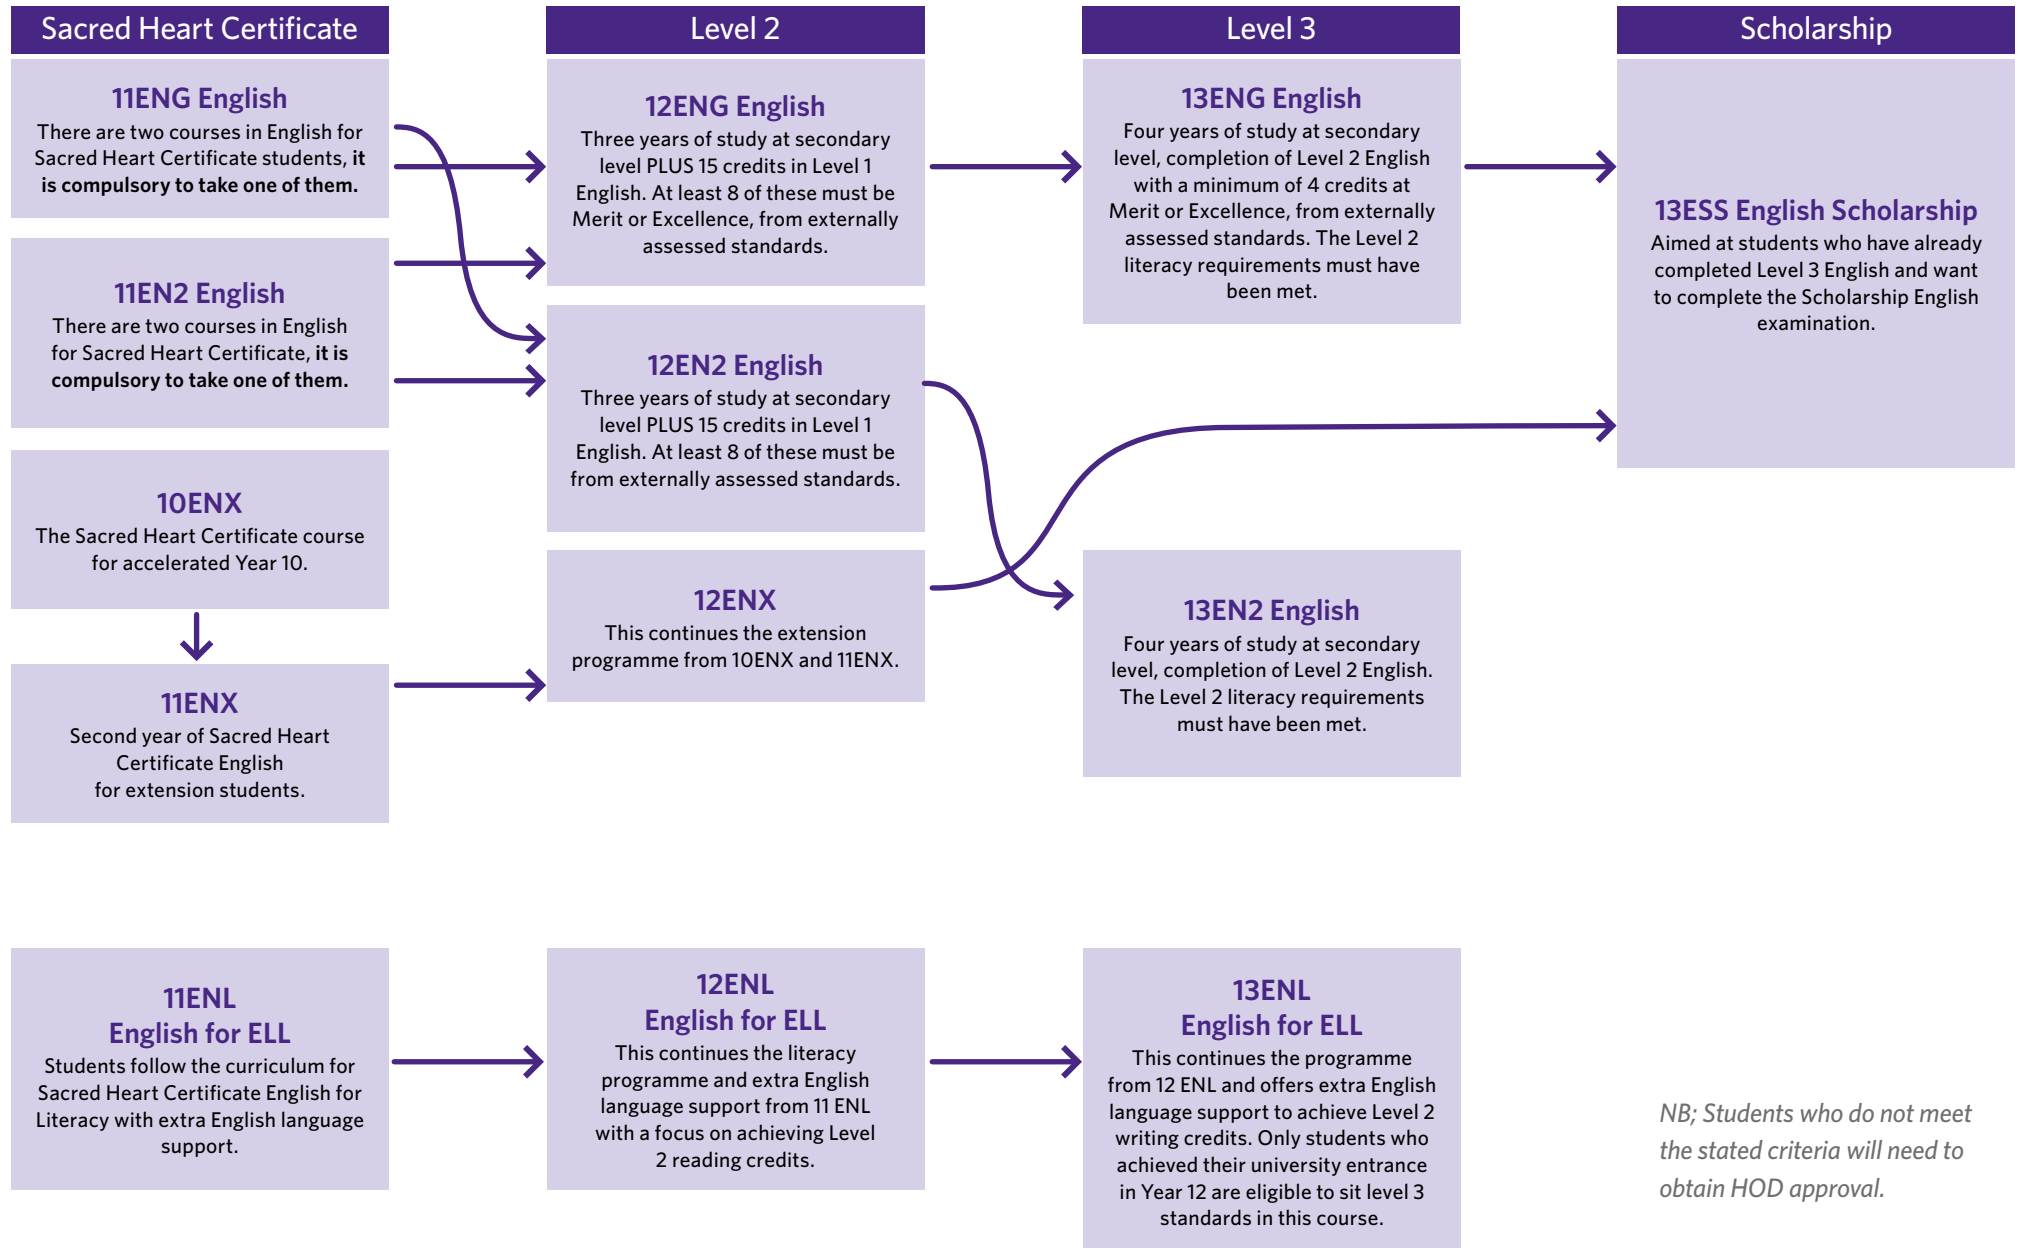 Sacred Heart Certificate
11ENG English
There are two courses in English for
Sacred Heart Certificate students, it
is compulsory to take one of them.
11EN2 English
There are two courses in English
for Sacred Heart Certificate, it is
compulsory to take one of them.
10ENX
The Sacred Heart Certificate course
for accelerated Year 10.
11ENX
Second year of Sacred Heart
Certificate English
for extension students.
11ENL
English for ELL
Students follow the curriculum for
Sacred Heart Certificate English for
Literacy with extra English language
support.
Level 2
12ENG English
Three years of study at secondary
level PLUS 15 credits in Level 1
English. At least 8 of these must be
Merit or Excellence, from externally
assessed standards.
12EN2 English
Three years of study at secondary
level PLUS 15 credits in Level 1
English. At least 8 of these must be
from externally assessed standards.
12ENX
This continues the extension
programme from 10ENX and 11ENX.
12ENL
English for ELL
This continues the literacy
programme and extra English
language support from 11 ENL
with a focus on achieving Level
2 reading credits.
Level 3
13ENG English
Four years of study at secondary
level, completion of Level 2 English
with a minimum of 4 credits at
Merit or Excellence, from externally
assessed standards. The Level 2
literacy requirements must have
been met.
13EN2 English
Four years of study at secondary
level, completion of Level 2 English.
The Level 2 literacy requirements
must have been met.
13ENL
English for ELL
This continues the programme
from 12 ENL and offers extra English
language support to achieve Level 2
writing credits. Only students who
achieved their university entrance
in Year 12 are eligible to sit level 3
standards in this course.
Scholarship
13ESS English Scholarship
Aimed at students who have already
completed Level 3 English and want
to complete the Scholarship English
examination.
NB; Students who do not meet
the stated criteria will need to
obtain HOD approval.